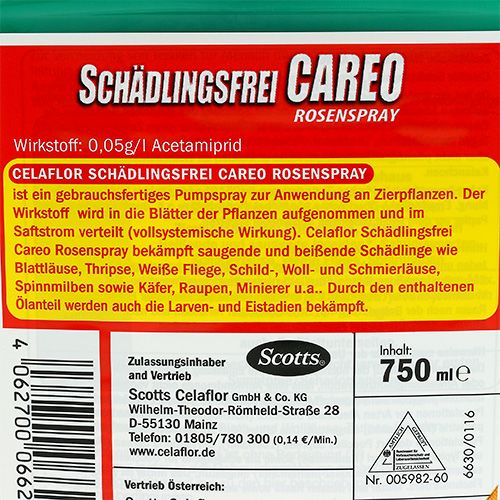 SCHÄDLINGSFREI CAREO
ROSENSPRAY
Wirkstoff: 0,05g/l Acetamiprid
CELAFLOR SCHÄDLINGSFREI CAREO ROSENSPRAY
ist ein gebrauchsfertiges Pumpspray zur Anwendung an Zierpflanzen. Der
Wirkstoff wird in die Blätter der Pflanzen aufgenommen und im
Saftstrom verteilt (vollsystemische Wirkung). Celaflor Schädlingsfrei
Careo Rosenspray bekämpft saugende und beißende Schädlinge wie
Blattläuse, Thripse, Weiße Fliege, Schild-, Woll- und Schmierläuse,
Spinnmilben sowie Käfer, Raupen, Minierer u.a.. Durch den enthaltenen
Ölanteil werden auch die Larven- und Eistadien bekämpft.
4 062700 0662
Zulassungsinhaber
und Vertrieb
Scotts®
Scotts Celaflor GmbH & Co. KG
Wilhelm-Theodor-Römheld-Straße 28
D-55130 Mainz
Telefon: 01805/780 300 (0,14 €/Min.)
Vertrieb Österreich:
Inhalt:
750 ml e
AMTLICH GEPRÜFT
ZUGELASSEN
Nr. 005982-60
6630/0116